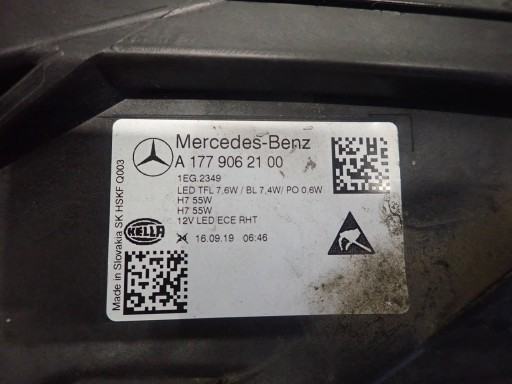 Mercedes-Benz
A 177 906 21 00
1EG.2349
LED TFL 7,6W / BL 7,4W/ PO 0.6W
H7 55W
H7 55W
12V LED ECE RHT
16.09.19 06:46
HELLA
Made in Slovakia SK HSKF Q003